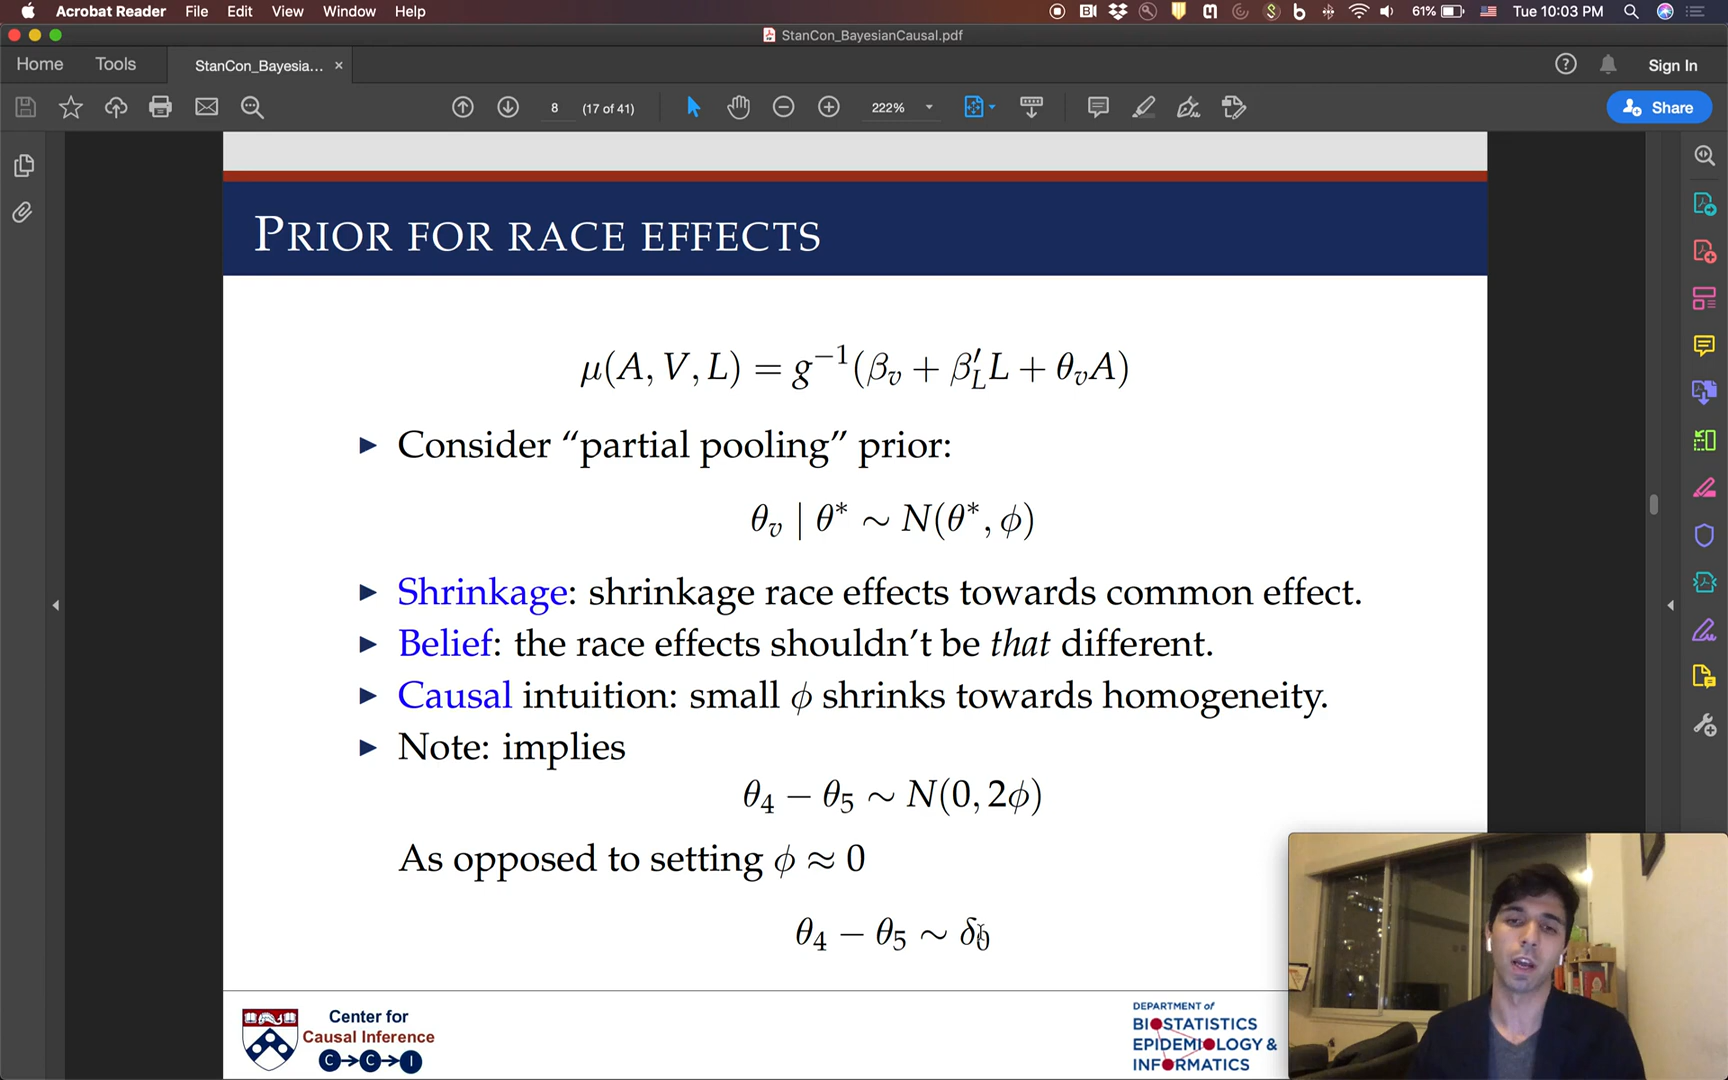 Acrobat Reader File Edit View Window Help 61% Tue 10:03 PM
StanCon_BayesianCausal.pdf
Home Tools StanCon_Bayesia... × Sign In
8 (17 of 41) 222% Share
PRIOR FOR RACE EFFECTS
μ(A, V, L) = g⁻¹(βᵥ + β′_L L + θᵥA)
▶ Consider “partial pooling” prior:
θᵥ | θ* ∼ N(θ*, ϕ)
▶ Shrinkage: shrinkage race effects towards common effect.
▶ Belief: the race effects shouldn’t be that different.
▶ Causal intuition: small ϕ shrinks towards homogeneity.
▶ Note: implies
θ₄ − θ₅ ∼ N(0, 2ϕ)
As opposed to setting ϕ ≈ 0
θ₄ − θ₅ ∼ δ₀
Center for
Causal Inference
C→C→I
DEPARTMENT of
BIOSTATISTICS
EPIDEMIOLOGY &
INFORMATICS